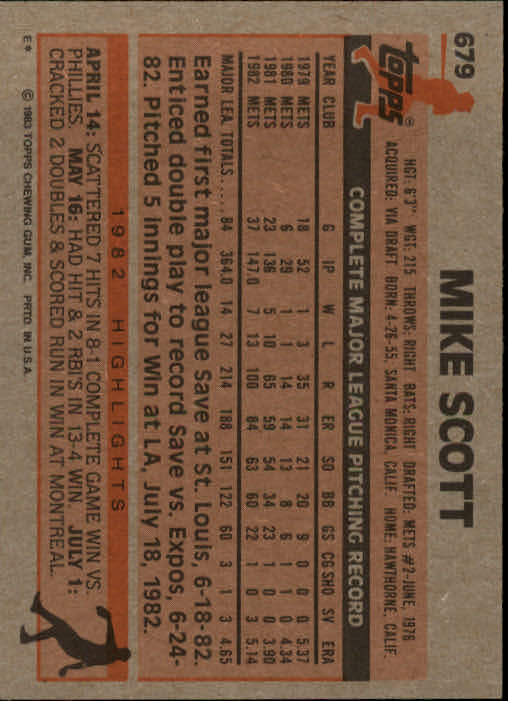 679
topps®
MIKE SCOTT
HGT: 6'3" WGT: 215 THROWS: RIGHT BATS: RIGHT DRAFTED: METS #2-JUNE, 1976
ACQUIRED: VIA DRAFT BORN: 4-26-55, SANTA MONICA, CALIF. HOME: HAWTHORNE, CALIF.
COMPLETE MAJOR LEAGUE PITCHING RECORD
YEAR CLUB G IP W L R ER SO BB GS CG SHO SV ERA
1979 METS 18 52 1 3 35 31 21 20 9 0 0 0 5.37
1980 METS 6 29 1 1 14 14 13 8 6 1 1 0 4.34
1981 METS 23 136 5 10 65 59 54 34 23 1 0 0 3.90
1982 METS 37 147.0 7 13 100 84 63 60 22 1 0 3 5.14
MAJOR LEA. TOTALS..... 84 364.0 14 27 214 188 151 122 60 3 1 3 4.65
Earned first major league Save at St. Louis, 6-18-82.
Enticed double play to record Save vs. Expos, 6-24-
82. Pitched 5 innings for Win at LA, July 18, 1982.
1982 HIGHLIGHTS
APRIL 14: SCATTERED 7 HITS IN 8-1 COMPLETE GAME WIN VS.
PHILLIES. MAY 16: HAD HIT & 2 RBI'S IN 13-4 WIN. JULY 1:
CRACKED 2 DOUBLES & SCORED RUN IN WIN AT MONTREAL.
E* © 1983 TOPPS CHEWING GUM, INC. PRTD. IN U.S.A.